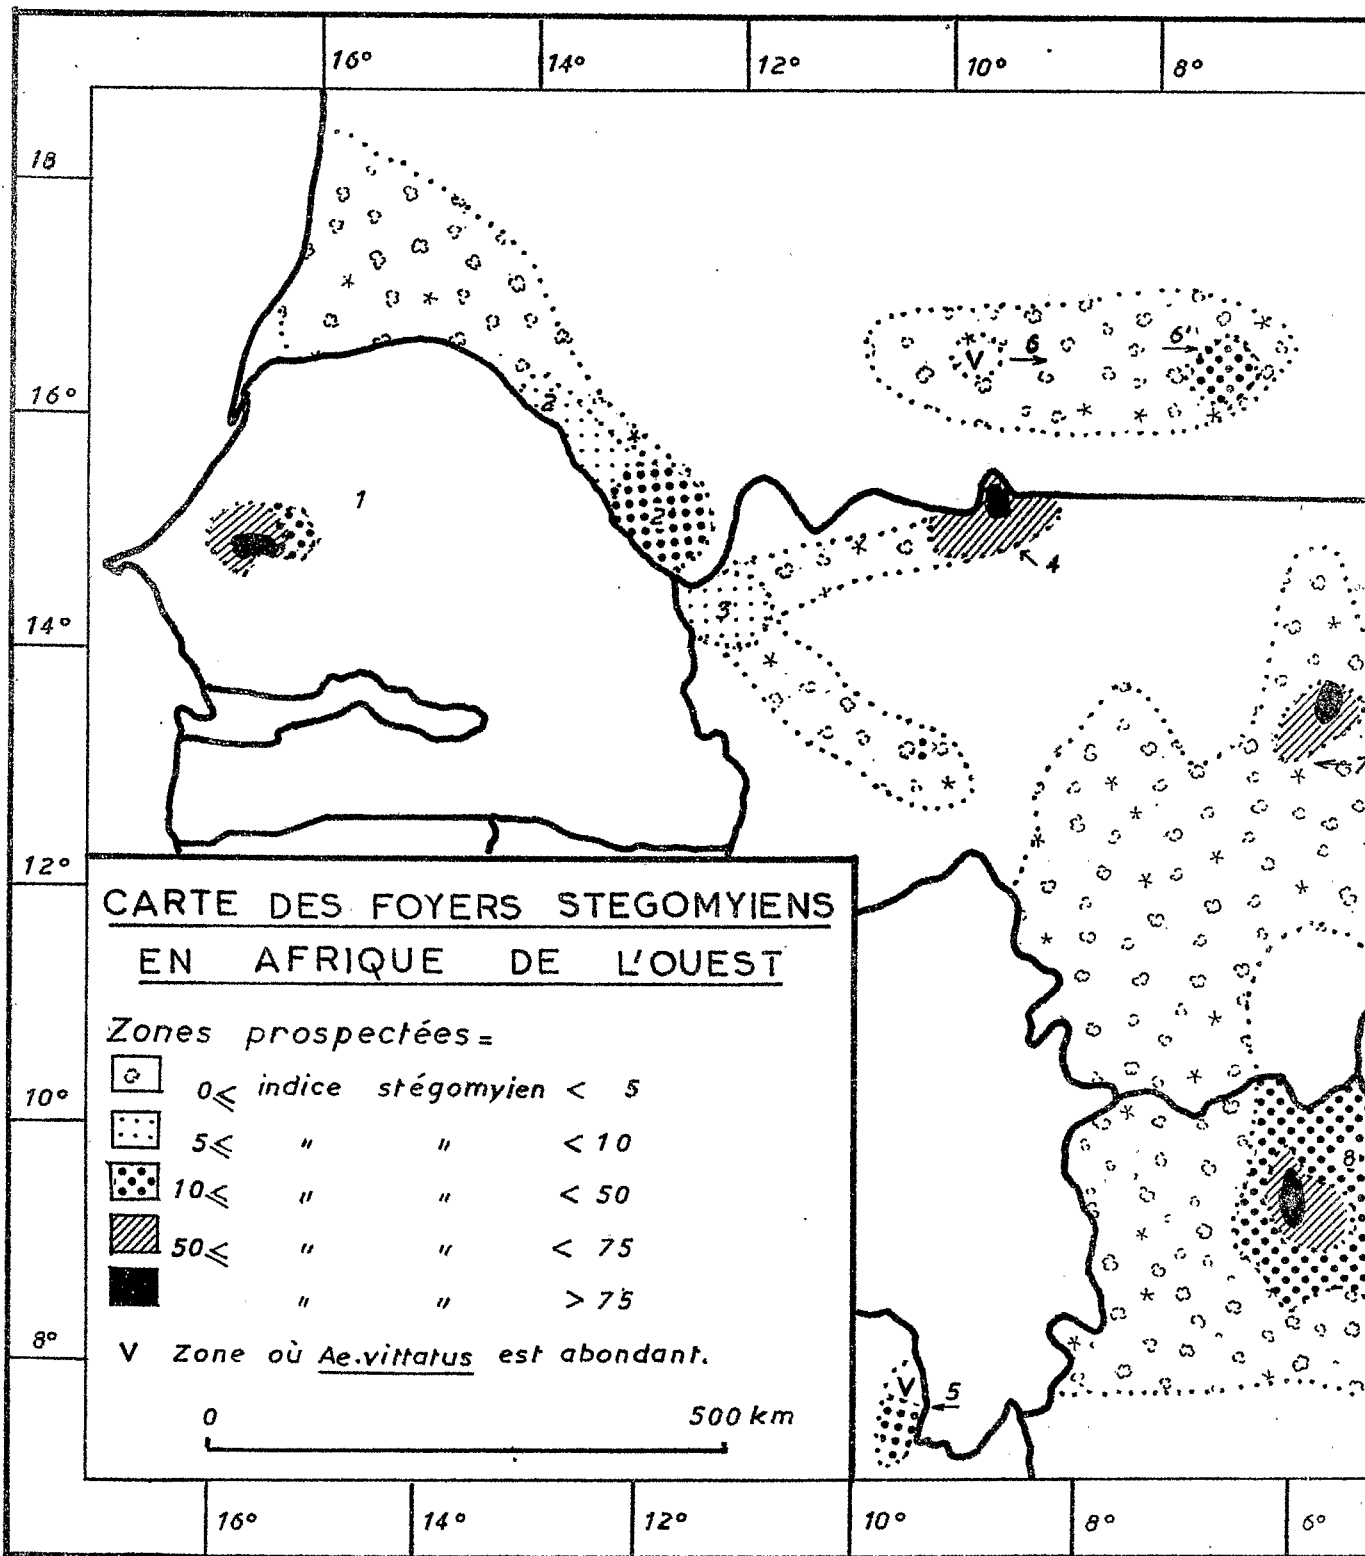 16° 14° 12° 10° 8°
18
16°
14°
12°
10°
8°
6 6'
V
2
1
2'
3
4
7
8
V 5
CARTE DES FOYERS STEGOMYIENS
EN AFRIQUE DE L'OUEST
Zones prospectées =
0⩽ indice stégomyien < 5
5⩽ " " < 10
10⩽ " " < 50
50⩽ " " < 75
" " > 75
V Zone où Ae.vittatus est abondant.
0 500 km
16° 14° 12° 10° 8° 6°